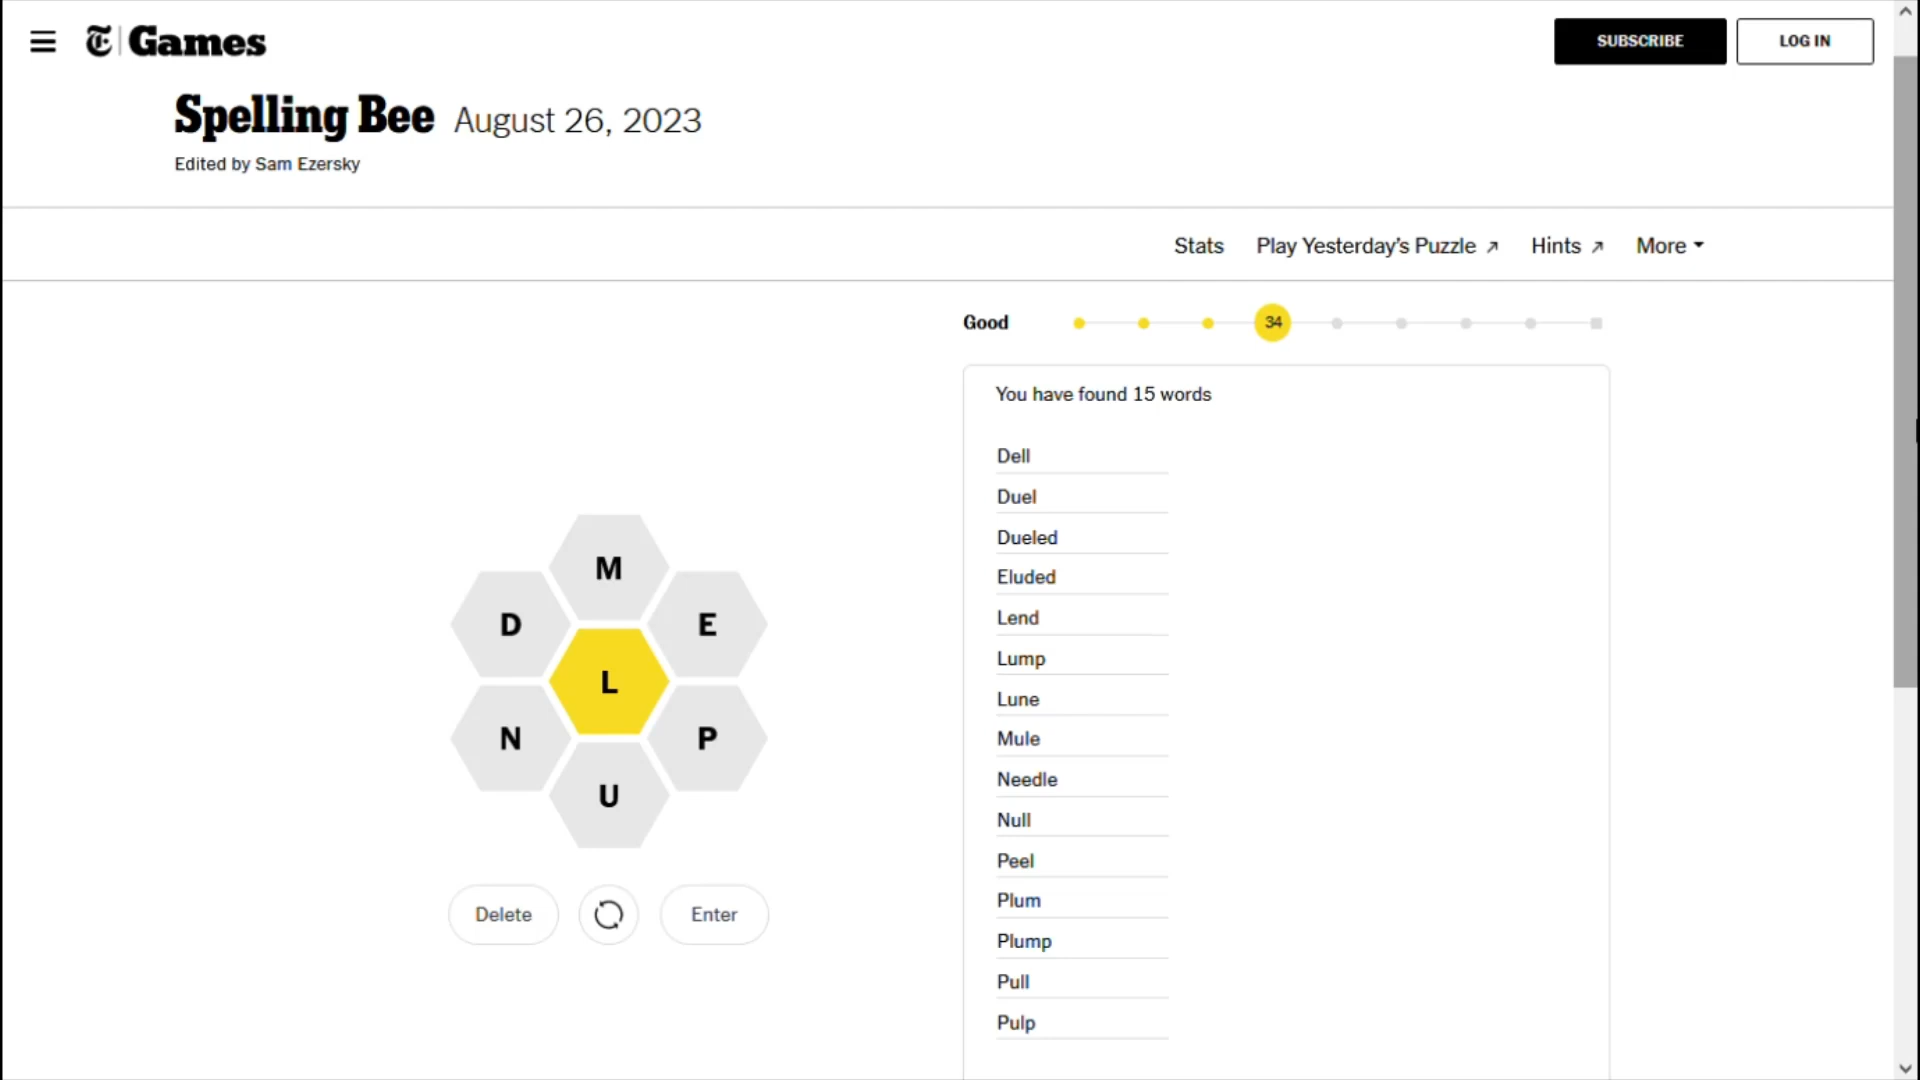 Games
SUBSCRIBE
LOG IN
Spelling Bee August 26, 2023
Edited by Sam Ezersky
Stats Play Yesterday's Puzzle Hints More
Good 34
You have found 15 words
Dell
Duel
Dueled
Eluded
Lend
Lump
Lune
Mule
Needle
Null
Peel
Plum
Plump
Pull
Pulp
M
D
E
L
N
P
U
Delete
Enter